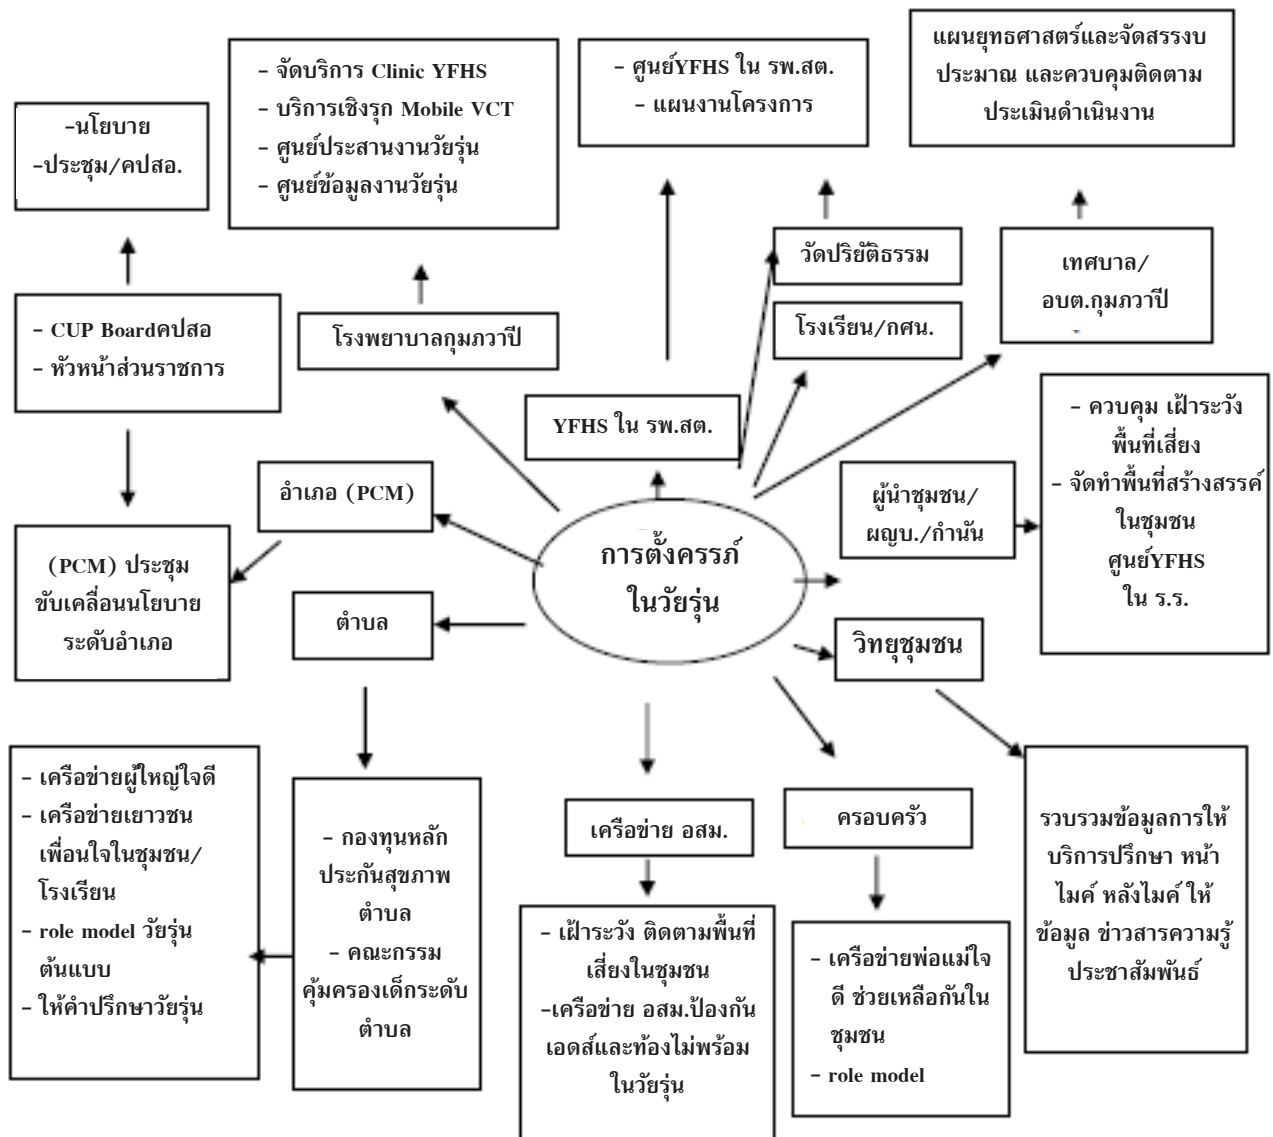 -นโยบาย
-ประชุม/คปสอ.
- จัดบริการ Clinic YFHS
- บริการเชิงรุก Mobile VCT
- ศูนย์ประสานงานวัยรุ่น
- ศูนย์ข้อมูลงานวัยรุ่น
- ศูนย์YFHS ใน รพ.สต.
- แผนงานโครงการ
แผนยุทธศาสตร์และจัดสรรงบ
ประมาณ และควบคุมติดตาม
ประเมินดำเนินงาน
- CUP Boardคปสอ
- หัวหน้าส่วนราชการ
โรงพยาบาลกุมภวาปี
YFHS ใน รพ.สต.
วัดปริยัติธรรม
โรงเรียน/กศน.
เทศบาล/
อบต.กุมภวาปี
อำเภอ (PCM)
(PCM) ประชุม
ขับเคลื่อนนโยบาย
ระดับอำเภอ
การตั้งครรภ์
ในวัยรุ่น
ผู้นำชุมชน/
ผญบ./กำนัน
- ควบคุม เฝ้าระวัง
พื้นที่เสี่ยง
- จัดทำพื้นที่สร้างสรรค์
ในชุมชน
ศูนย์YFHS
ใน ร.ร.
ตำบล
วิทยุชุมชน
- เครือข่ายผู้ใหญ่ใจดี
- เครือข่ายเยาวชน
เพื่อนใจในชุมชน/
โรงเรียน
- role model วัยรุ่น
ต้นแบบ
- ให้คำปรึกษาวัยรุ่น
- กองทุนหลัก
ประกันสุขภาพ
ตำบล
- คณะกรรม
คุ้มครองเด็กระดับ
ตำบล
เครือข่าย อสม.
- เฝ้าระวัง ติดตามพื้นที่
เสี่ยงในชุมชน
-เครือข่าย อสม.ป้องกัน
เอดส์และท้องไม่พร้อม
ในวัยรุ่น
ครอบครัว
- เครือข่ายพ่อแม่ใจ
ดี ช่วยเหลือกันใน
ชุมชน
- role model
รวบรวมข้อมูลการให้
บริการปรึกษา หน้า
ไมค์ หลังไมค์ ให้
ข้อมูล ข่าวสารความรู้
ประชาสัมพันธ์